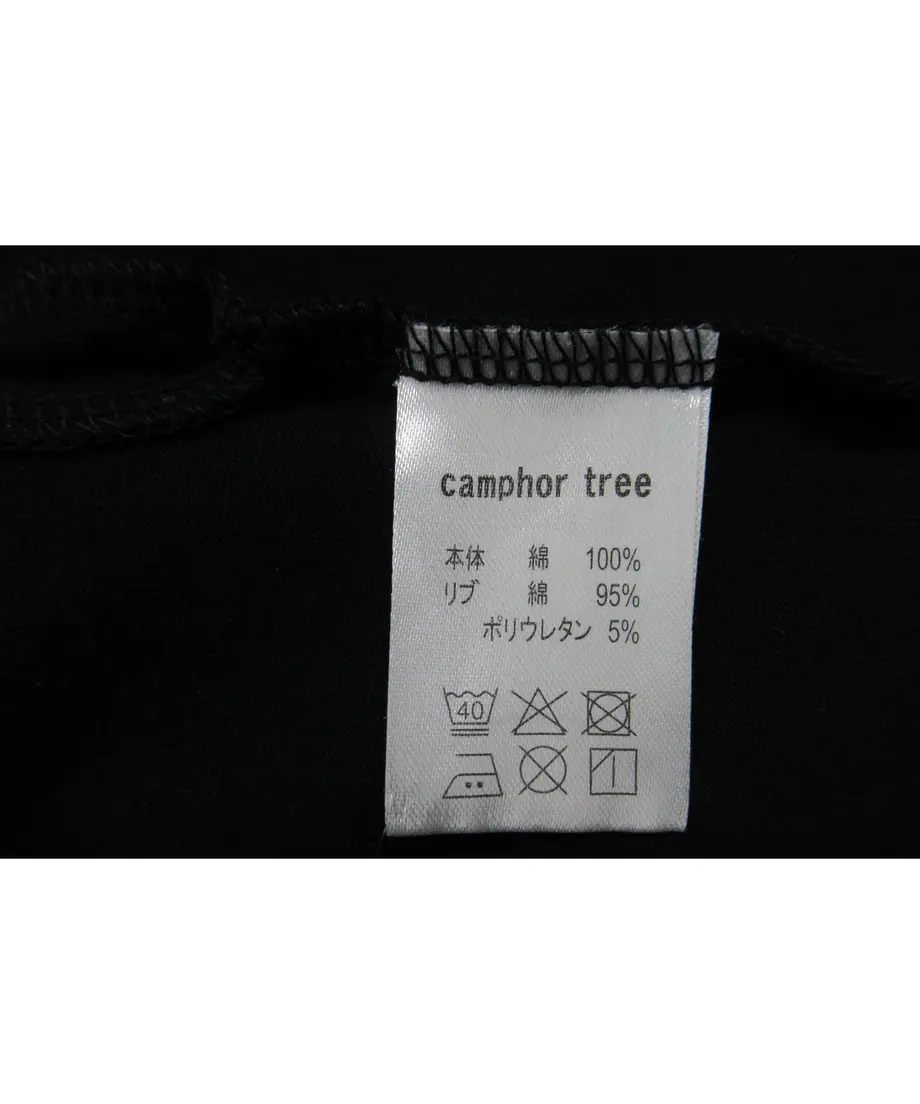 camphor tree
本体 綿 100%
リブ 綿 95%
ポリウレタン 5%
40